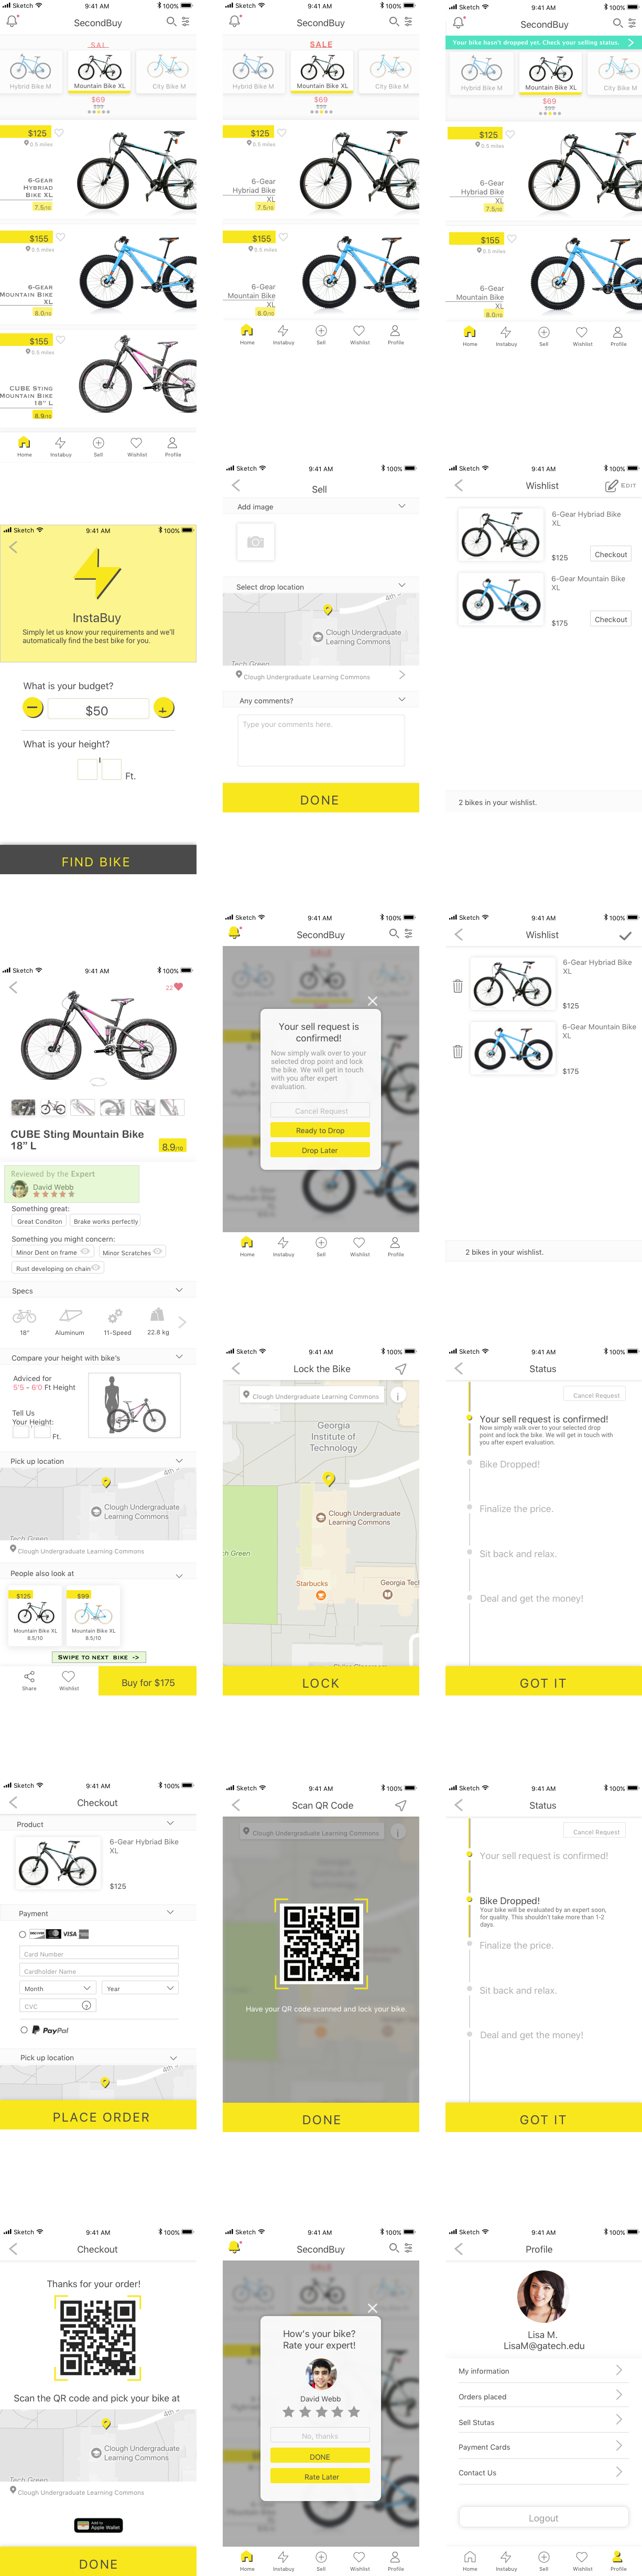 Sketch 9:41 AM 100%
SecondBuy
SAL
Hybrid Bike M
Mountain Bike XL
City Bike M
$69
$99
$125
0.5 miles
6-Gear
Hybriad
Bike XL
7.5/10
$155
0.5 miles
6-Gear
Mountain Bike
XL
8.0/10
$155
0.5 miles
Cube Sting
Mountain Bike
18" L
8.9/10
Home Instabuy Sell Wishlist Profile
Sketch 9:41 AM 100%
SecondBuy
SALE
Hybrid Bike M
Mountain Bike XL
City Bike M
$69
$99
$125
0.5 miles
6-Gear
Hybriad Bike
XL
7.5/10
$155
0.5 miles
6-Gear
Mountain Bike
XL
8.0/10
Home Instabuy Sell Wishlist Profile
Sketch 9:41 AM 100%
SecondBuy
Your bike hasn't dropped yet. Check your selling status.
Hybrid Bike M
Mountain Bike XL
City Bike M
$69
$99
$125
0.5 miles
6-Gear
Hybriad Bike
XL
7.5/10
$155
0.5 miles
6-Gear
Mountain Bike
XL
8.0/10
Home Instabuy Sell Wishlist Profile
Sketch 9:41 AM 100%
InstaBuy
Simply let us know your requirements and we'll
automatically find the best bike for you.
What is your budget?
$50
What is your height?
' Ft.
FIND BIKE
Sketch 9:41 AM 100%
Sell
Add image
Select drop location
4th
Clough Undergraduate
Learning Commons
Tech Green
Clough Undergraduate Learning Commons
Any comments?
Type your comments here.
DONE
Sketch 9:41 AM 100%
Wishlist
Edit
6-Gear Hybriad Bike
XL
$125
Checkout
6-Gear Mountain Bike
XL
$175
Checkout
2 bikes in your wishlist.
Sketch 9:41 AM 100%
22
CUBE Sting Mountain Bike
18" L
8.9/10
Reviewed by the Expert
David Webb
Something great:
Great Conditon
Brake works perfectly
Something you might concern:
Minor Dent on frame
Minor Scratches
Rust developing on chain
Specs
18"
Aluminum
11-Speed
22.8 kg
Compare your height with bike's
Adviced for
5'5 - 6'0 Ft Height
Tell Us
Your Height:
' Ft.
Pick up location
4th
Clough Undergraduate
Learning Commons
Tech Green
Clough Undergraduate Learning Commons
People also look at
$125
Mountain Bike XL
8.5/10
$99
Mountain Bike XL
8.5/10
Swipe to next bike ->
Share Wishlist
Buy for $175
Sketch 9:41 AM 100%
SecondBuy
SALE
Your sell request is
confirmed!
Now simply walk over to your
selected drop point and lock
the bike. We will get in touch
with you after expert
evaluation.
Cancel Request
Ready to Drop
Drop Later
Home Instabuy Sell Wishlist Profile
Sketch 9:41 AM 100%
Wishlist
6-Gear Hybriad Bike
XL
$125
6-Gear Mountain Bike
XL
$175
2 bikes in your wishlist.
Sketch 9:41 AM 100%
Lock the Bike
Clough Undergraduate Learning Commons
i
Georgia
Institute of
Technology
Clough Undergraduate
Learning Commons
h Green
Starbucks
Georgia Tech
LOCK
Sketch 9:41 AM 100%
Status
Cancel Request
Your sell request is confirmed!
Now simply walk over to your selected drop
point and lock the bike. We will get in touch with
you after expert evaluation.
Bike Dropped!
Finalize the price.
Sit back and relax.
Deal and get the money!
GOT IT
Sketch 9:41 AM 100%
Checkout
Product
6-Gear Hybriad Bike
XL
$125
Payment
DISCOVER VISA
Card Number
Cardholder Name
Month
Year
CVC
?
PayPal
Pick up location
4th
PLACE ORDER
Sketch 9:41 AM 100%
Scan QR Code
Clough Undergraduate Learning Commons
i
Have your QR code scanned and lock your bike.
DONE
Sketch 9:41 AM 100%
Status
Cancel Request
Your sell request is confirmed!
Bike Dropped!
Your bike will be evaluated by an expert soon,
for quality. This shouldn't take more than 1-2
days.
Finalize the price.
Sit back and relax.
Deal and get the money!
GOT IT
Sketch 9:41 AM 100%
Checkout
Thanks for your order!
Scan the QR code and pick your bike at
4th
Clough Undergraduate
Learning Commons
Tech Green
Clough Undergraduate Learning Commons
Add to
Apple Wallet
DONE
Sketch 9:41 AM 100%
SecondBuy
SALE
How's your bike?
Rate your expert!
David Webb
No, thanks
DONE
Rate Later
Home Instabuy Sell Wishlist Profile
Sketch 9:41 AM 100%
Profile
Lisa M.
LisaM@gatech.edu
My information
Orders placed
Sell Stutas
Payment Cards
Contact Us
Logout
Home Instabuy Sell Wishlist Profile